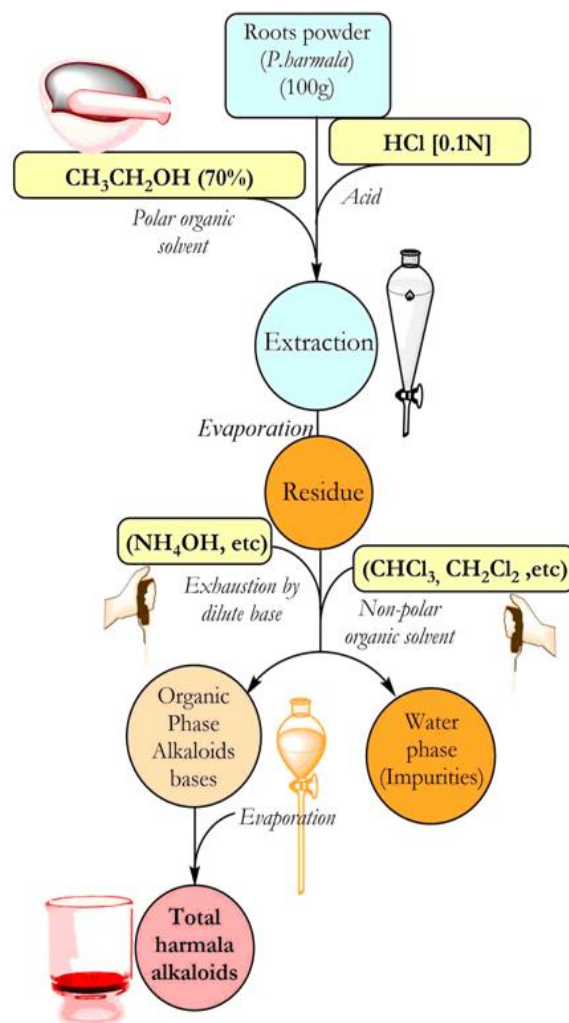 Roots powder
(P.harmala)
(100g)
HCl [0.1N]
CH₃CH₂OH (70%)
Acid
Polar organic
solvent
Extraction
Evaporation
Residue
(NH₄OH, etc)
(CHCl₃, CH₂Cl₂ ,etc)
Exhaustion by
dilute base
Non-polar
organic solvent
Organic
Phase
Alkaloids
bases
Water
phase
(Impurities)
Evaporation
Total
harmala
alkaloids